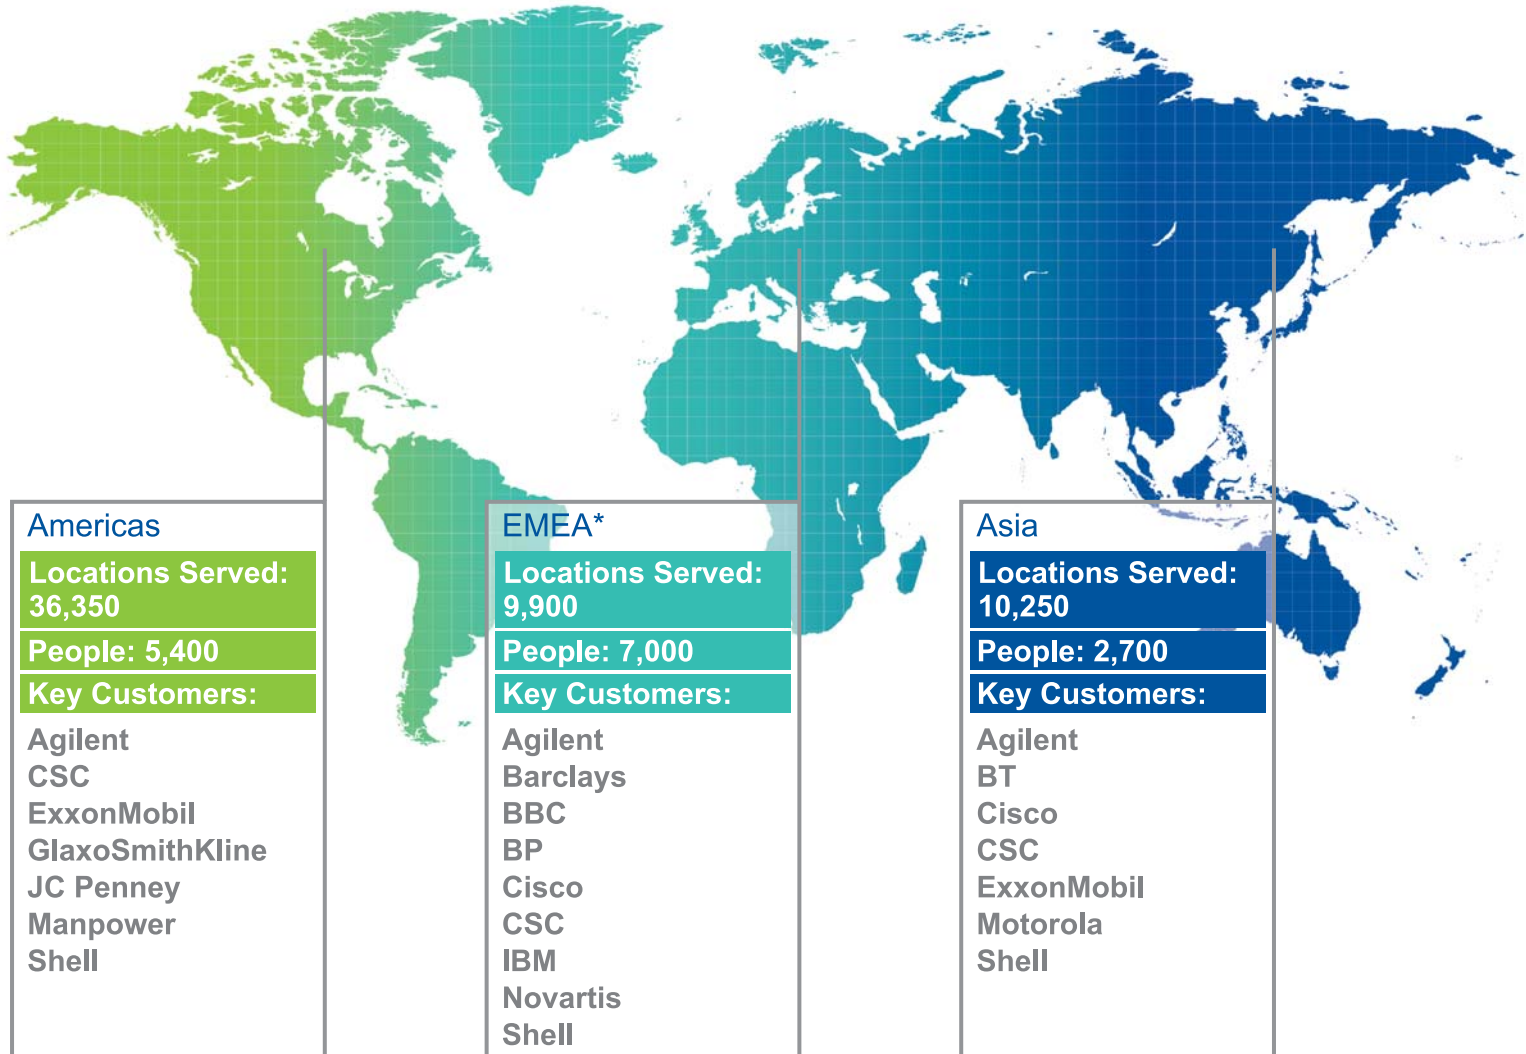 Americas
Locations Served:
36,350
People: 5,400
Key Customers:
Agilent
CSC
ExxonMobil
GlaxoSmithKline
JC Penney
Manpower
Shell
EMEA*
Locations Served:
9,900
People: 7,000
Key Customers:
Agilent
Barclays
BBC
BP
Cisco
CSC
IBM
Novartis
Shell
Asia
Locations Served:
10,250
People: 2,700
Key Customers:
Agilent
BT
Cisco
CSC
ExxonMobil
Motorola
Shell